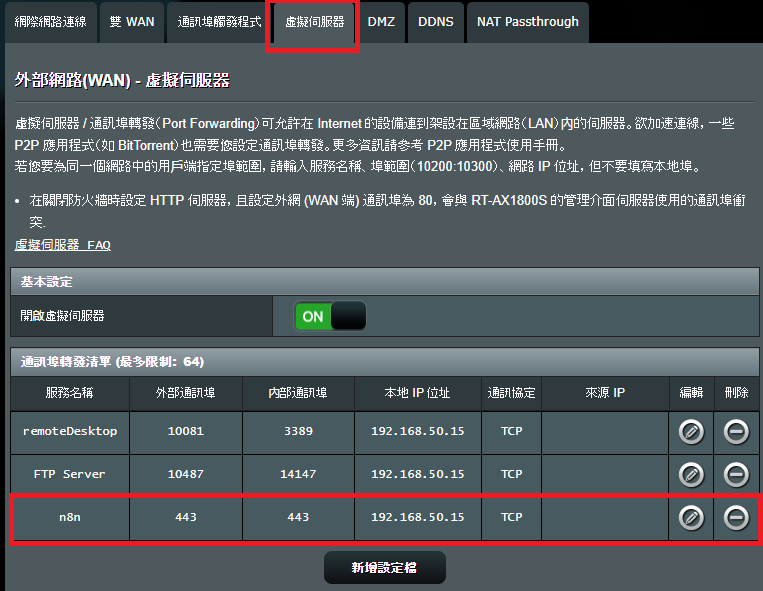 網際網路連線 雙 WAN 通訊埠觸發程式 虛擬伺服器 DMZ DDNS NAT Passthrough
外部網路(WAN) - 虛擬伺服器
虛擬伺服器 / 通訊埠轉發(Port Forwarding)可允許在 Internet 的設備連到架設在區域網路(LAN)內的伺服器。欲加速連線，一些
P2P 應用程式(如 BitTorrent)也需要您設定通訊埠轉發。更多資訊請參考 P2P 應用程式使用手冊。
若您要為同一個網路中的用戶端指定埠範圍，請輸入服務名稱、埠範圍(10200:10300)、網路 IP 位址，但不要填寫本地埠。
• 在關閉防火牆時設定 HTTP 伺服器，且設定外網 (WAN 端) 通訊埠為 80，會與 RT-AX1800S 的管理介面伺服器使用的通訊埠衝
突.
虛擬伺服器 FAQ
基本設定
開啟虛擬伺服器 ON
通訊埠轉發清單 (最多限制: 64)
服務名稱 外部通訊埠 內部通訊埠 本地 IP 位址 通訊協定 來源 IP 編輯 刪除
remoteDesktop 10081 3389 192.168.50.15 TCP
FTP Server 10487 14147 192.168.50.15 TCP
n8n 443 443 192.168.50.15 TCP
新增設定檔